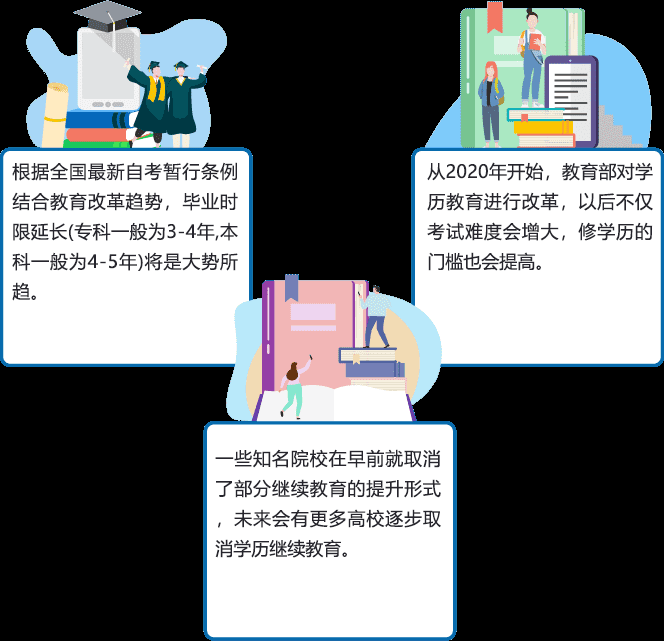 根据全国最新自考暂行条例
结合教育改革趋势，毕业时
限延长(专科一般为3-4年,本
科一般为4-5年)将是大势所
趋。
从2020年开始，教育部对学
历教育进行改革，以后不仅
考试难度会增大，修学历的
门槛也会提高。
一些知名院校在早前就取消
了部分继续教育的提升形式
，未来会有更多高校逐步取
消学历继续教育。